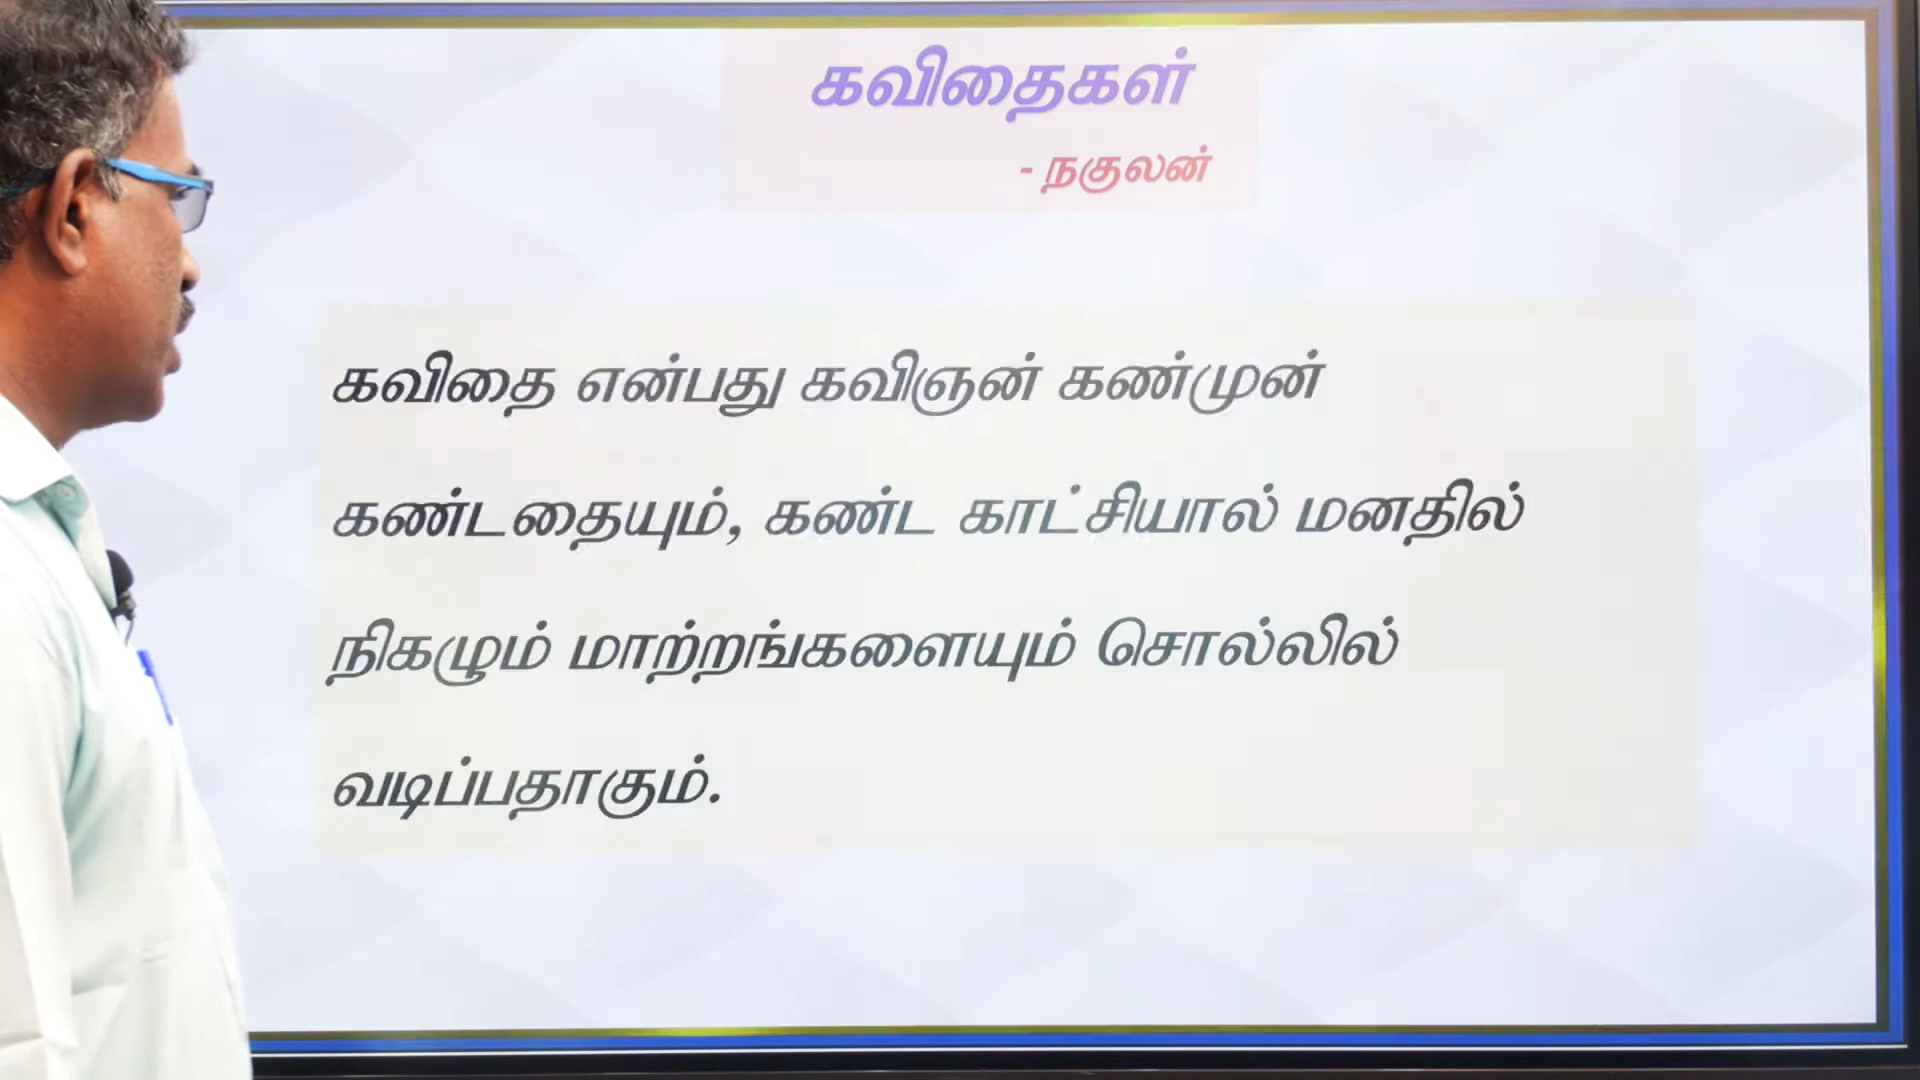 கவிதைகள்
- நகுலன்
கவிதை என்பது கவிஞன் கண்முன்
கண்டதையும், கண்ட காட்சியால் மனதில்
நிகழும் மாற்றங்களையும் சொல்லில்
வடிப்பதாகும்.